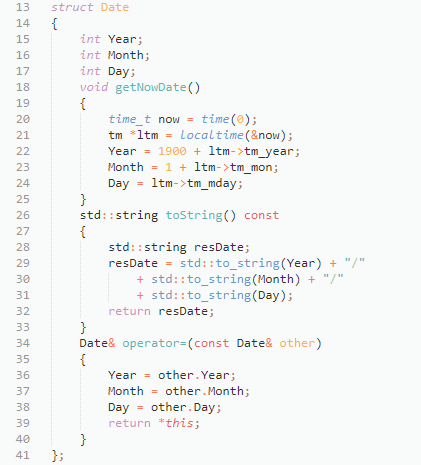 13 struct Date
14 {
15     int Year;
16     int Month;
17     int Day;
18     void getNowDate()
19     {
20         time_t now = time(0);
21         tm *ltm = localtime(&now);
22         Year = 1900 + ltm->tm_year;
23         Month = 1 + ltm->tm_mon;
24         Day = ltm->tm_mday;
25     }
26     std::string toString() const
27     {
28         std::string resDate;
29         resDate = std::to_string(Year) + "/"
30             + std::to_string(Month) + "/"
31             + std::to_string(Day);
32         return resDate;
33     }
34     Date& operator=(const Date& other)
35     {
36         Year = other.Year;
37         Month = other.Month;
38         Day = other.Day;
39         return *this;
40     }
41 };